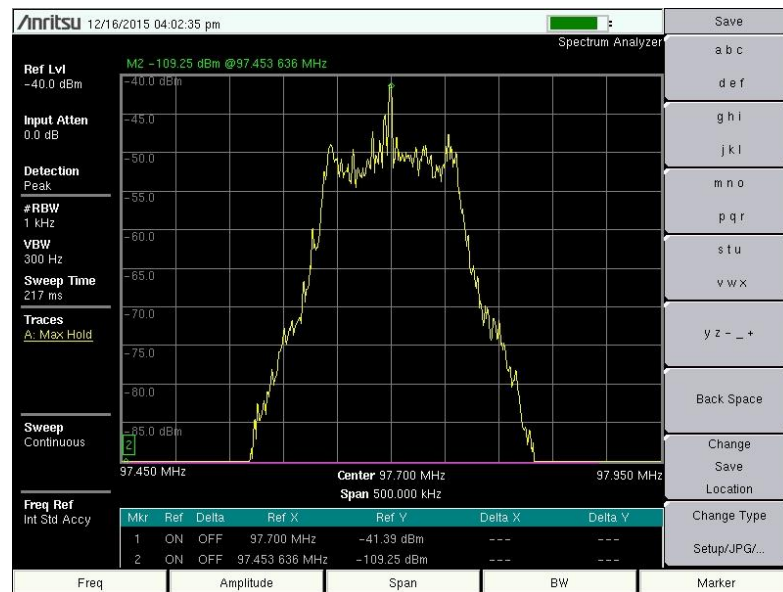 Anritsu 12/16/2015 04:02:35 pm
Save
Spectrum Analyzer
M2 -109.25 dBm @97.453 636 MHz
Ref Lvl
-40.0 dBm
Input Atten
0.0 dB
Detection
Peak
#RBW
1 kHz
VBW
300 Hz
Sweep Time
217 ms
Traces
A: Max Hold
Sweep
Continuous
Freq Ref
Int Std Accy
-40.0 dBm
-45.0
-50.0
-55.0
-60.0
-65.0
-70.0
-75.0
-80.0
-85.0 dBm
2
97.450 MHz
Center 97.700 MHz
97.950 MHz
Span 500.000 kHz
Mkr Ref Delta Ref X Ref Y Delta X Delta Y
1 ON OFF 97.700 MHz -41.39 dBm --- ---
2 ON OFF 97.453 636 MHz -109.25 dBm --- ---
a b c
d e f
g h i
j k l
m n o
p q r
s t u
v w x
y z - _ +
Back Space
Change
Save
Location
Change Type
Setup/JPG/...
Freq Amplitude Span BW Marker